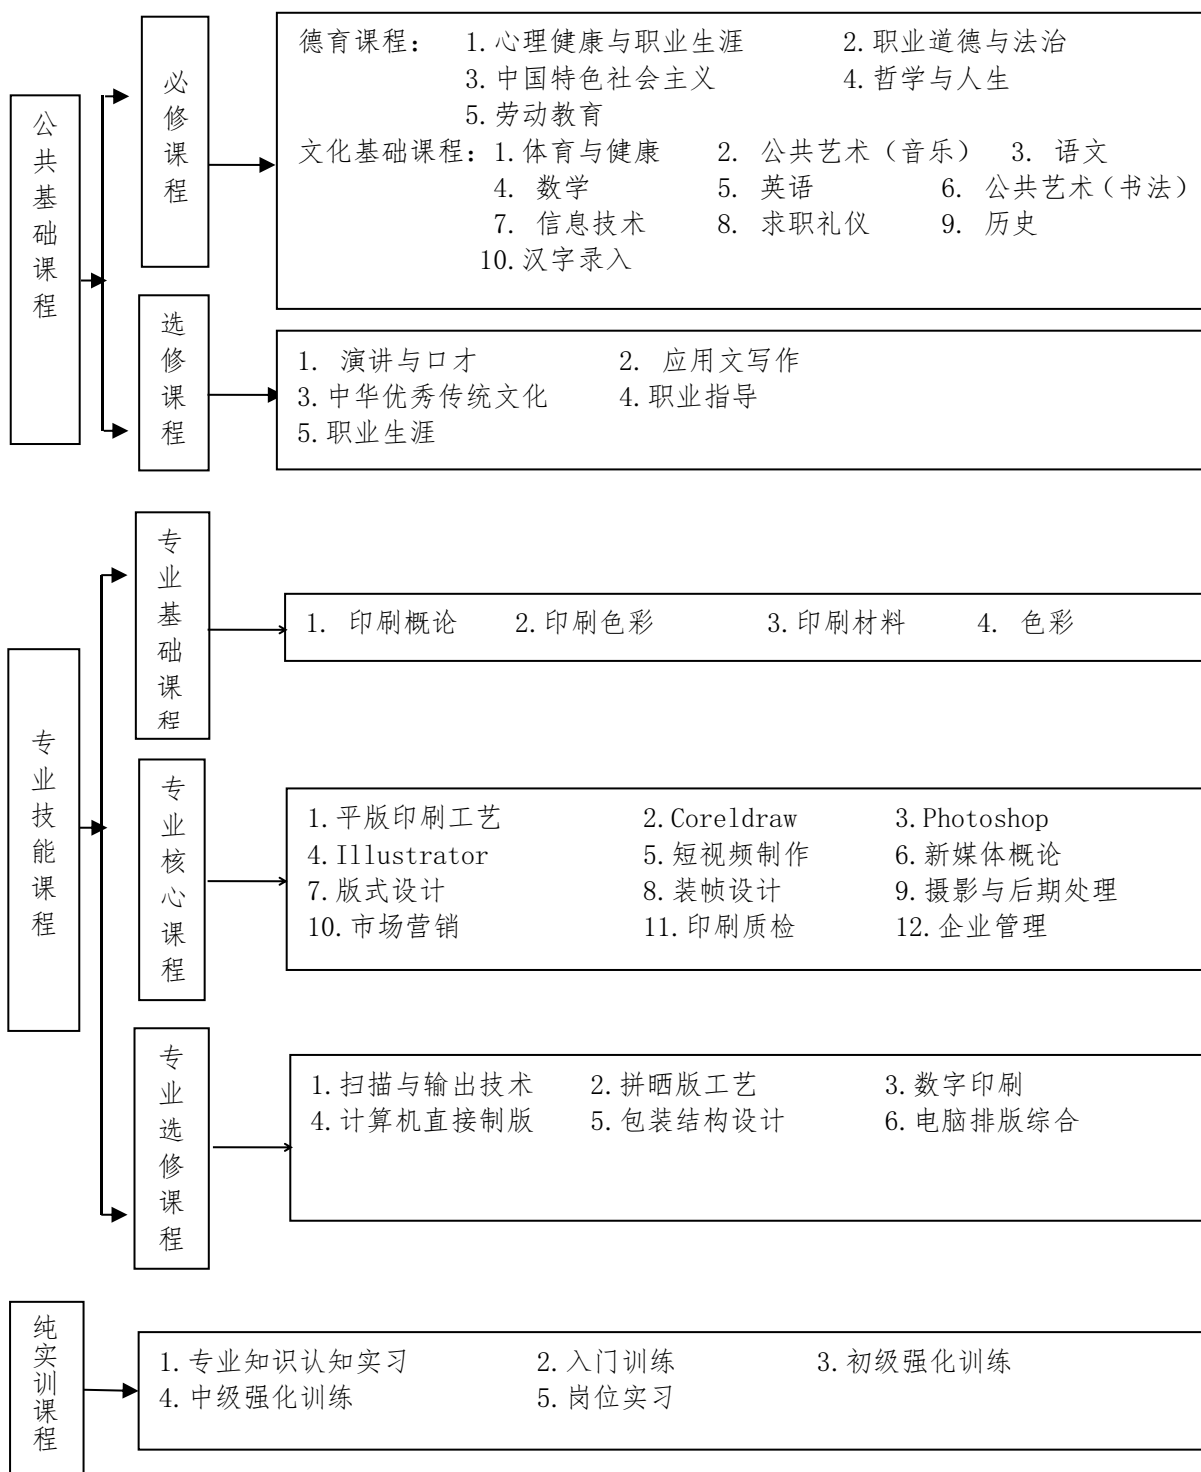 公共基础课程
必修课程
德育课程： 1.心理健康与职业生涯 2.职业道德与法治
3.中国特色社会主义 4.哲学与人生
5.劳动教育
文化基础课程：1.体育与健康 2. 公共艺术（音乐） 3. 语文
4. 数学 5. 英语 6. 公共艺术（书法）
7. 信息技术 8. 求职礼仪 9. 历史
10.汉字录入
选修课程
1. 演讲与口才 2. 应用文写作
3.中华优秀传统文化 4.职业指导
5.职业生涯
专业技能课程
专业基础课程
1. 印刷概论 2.印刷色彩 3.印刷材料 4. 色彩
专业核心课程
1.平版印刷工艺 2.Coreldraw 3.Photoshop
4.Illustrator 5.短视频制作 6.新媒体概论
7.版式设计 8.装帧设计 9.摄影与后期处理
10.市场营销 11.印刷质检 12.企业管理
专业选修课程
1.扫描与输出技术 2.拼晒版工艺 3.数字印刷
4.计算机直接制版 5.包装结构设计 6.电脑排版综合
纯实训课程
1.专业知识认知实习 2.入门训练 3.初级强化训练
4.中级强化训练 5.岗位实习